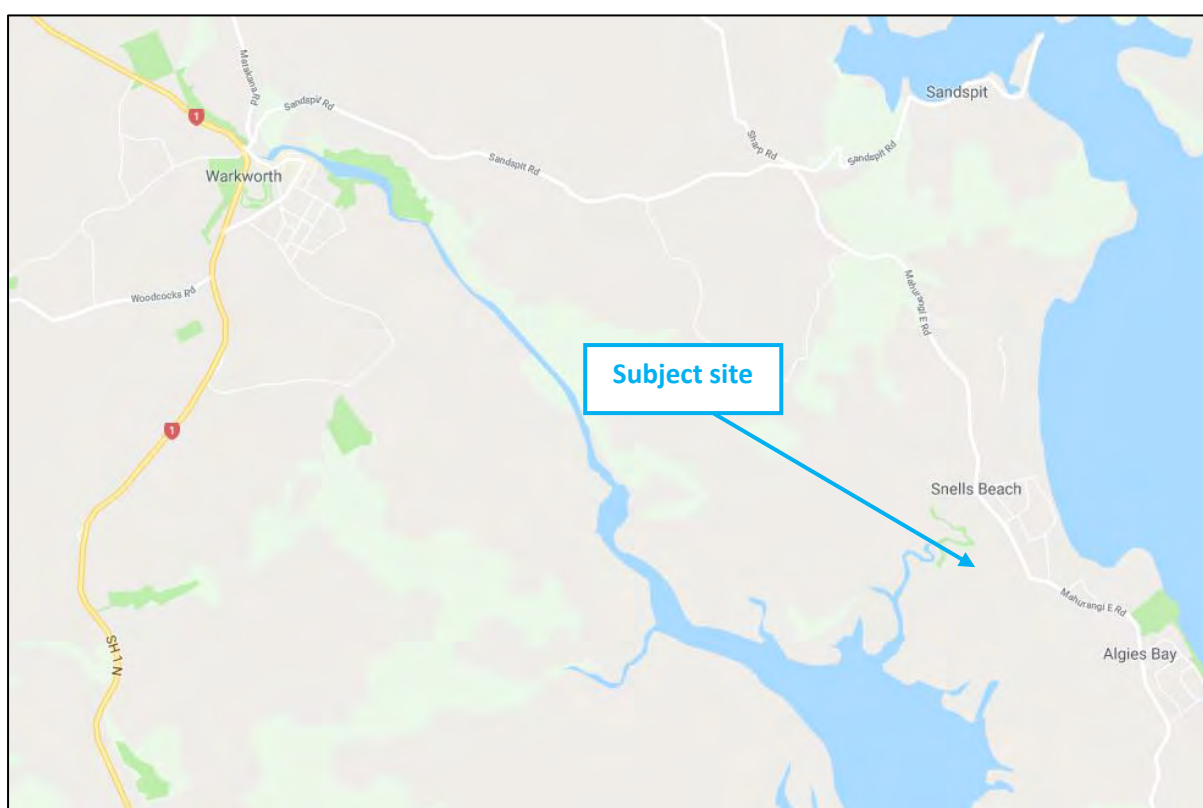 Sandspit
Matakana Rd
1
Sandspit Rd
Sharp Rd
Sandspit Rd
Sandspit Rd
Warkworth
Woodcocks Rd
Mahurangi E Rd
Subject site
1
Snells Beach
Mahurangi E Rd
SH 1 N
Algies Bay